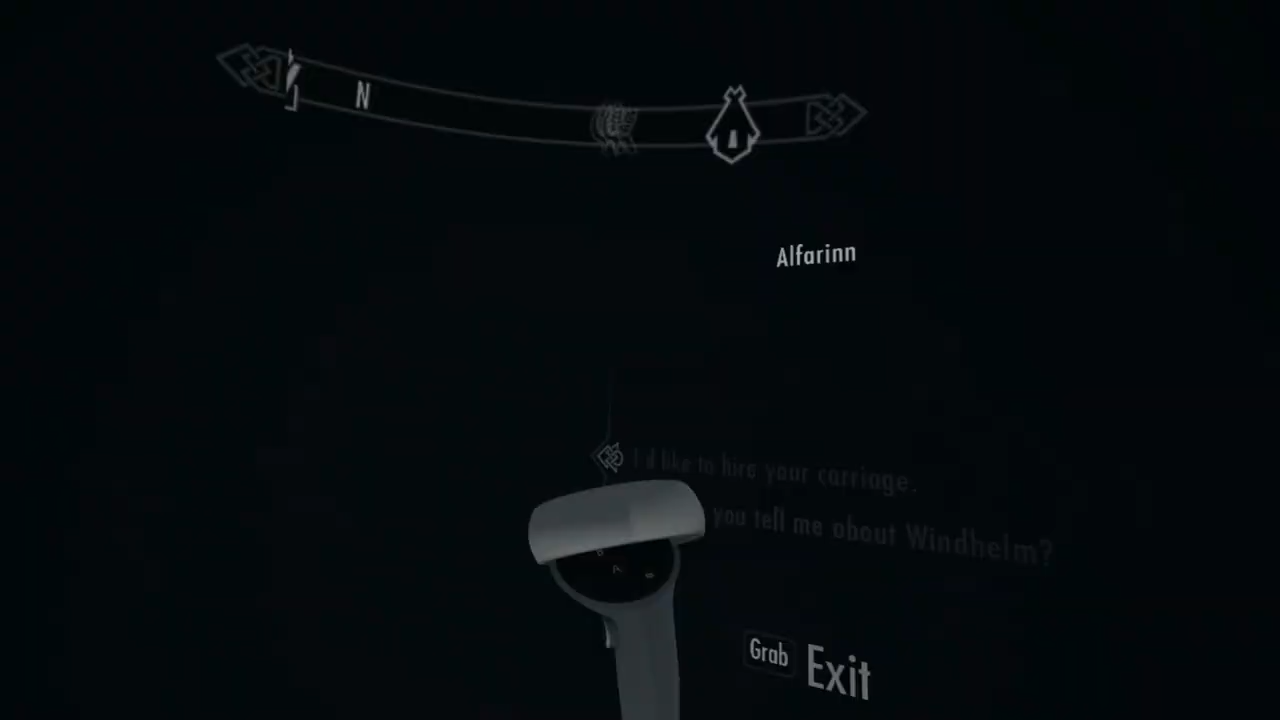 N
Alfarinn
I'd like to hire your carriage.
you tell me about Windhelm?
B
A
Grab Exit